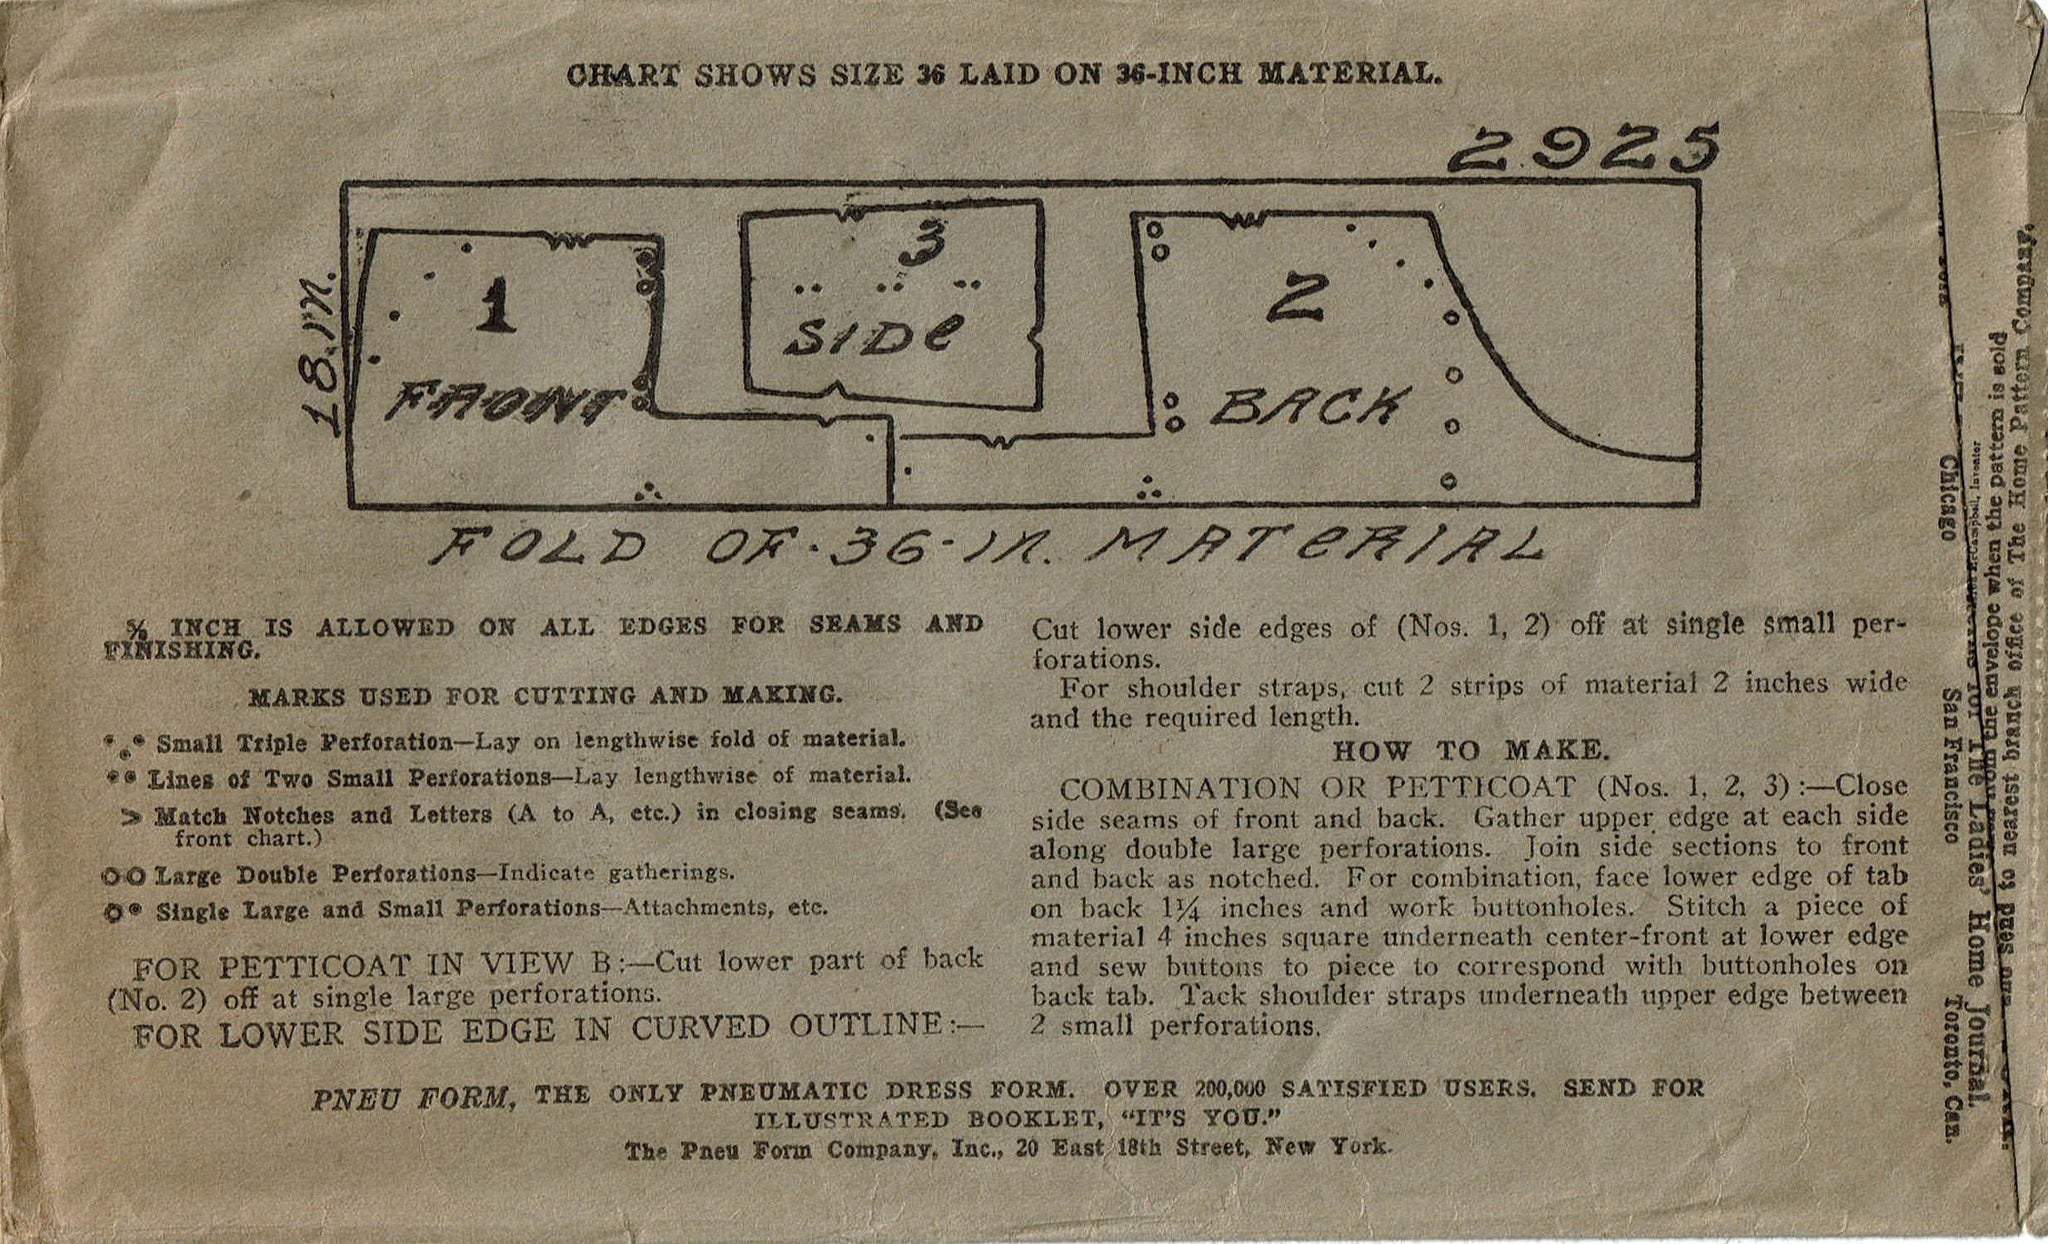 CHART SHOWS SIZE 36 LAID ON 36-INCH MATERIAL.
2925
18.in.
1
FRONT
3
SIDE
2
BACK
FOLD OF.36-in. MATERIAL
⅜ INCH IS ALLOWED ON ALL EDGES FOR SEAMS AND
FINISHING.
MARKS USED FOR CUTTING AND MAKING.
Small Triple Perforation—Lay on lengthwise fold of material.
Lines of Two Small Perforations—Lay lengthwise of material.
Match Notches and Letters (A to A, etc.) in closing seams. (See
front chart.)
Large Double Perforations—Indicate gatherings.
Single Large and Small Perforations—Attachments, etc.
FOR PETTICOAT IN VIEW B:—Cut lower part of back
(No. 2) off at single large perforations.
FOR LOWER SIDE EDGE IN CURVED OUTLINE:—
Cut lower side edges of (Nos. 1, 2) off at single small per-
forations.
For shoulder straps, cut 2 strips of material 2 inches wide
and the required length.
HOW TO MAKE.
COMBINATION OR PETTICOAT (Nos. 1, 2, 3):—Close
side seams of front and back. Gather upper edge at each side
along double large perforations. Join side sections to front
and back as notched. For combination, face lower edge of tab
on back 1¼ inches and work buttonholes. Stitch a piece of
material 4 inches square underneath center-front at lower edge
and sew buttons to piece to correspond with buttonholes on
back tab. Tack shoulder straps underneath upper edge between
2 small perforations.
PNEU FORM, THE ONLY PNEUMATIC DRESS FORM. OVER 200,000 SATISFIED USERS. SEND FOR
ILLUSTRATED BOOKLET, "IT'S YOU."
The Pneu Form Company, Inc., 20 East 18th Street, New York.
Chicago San Francisco Toronto, Can.
for The Ladies' Home Journal.
Inventor
from the envelope when the pattern is sold
and send to nearest branch office of The Home Pattern Company.